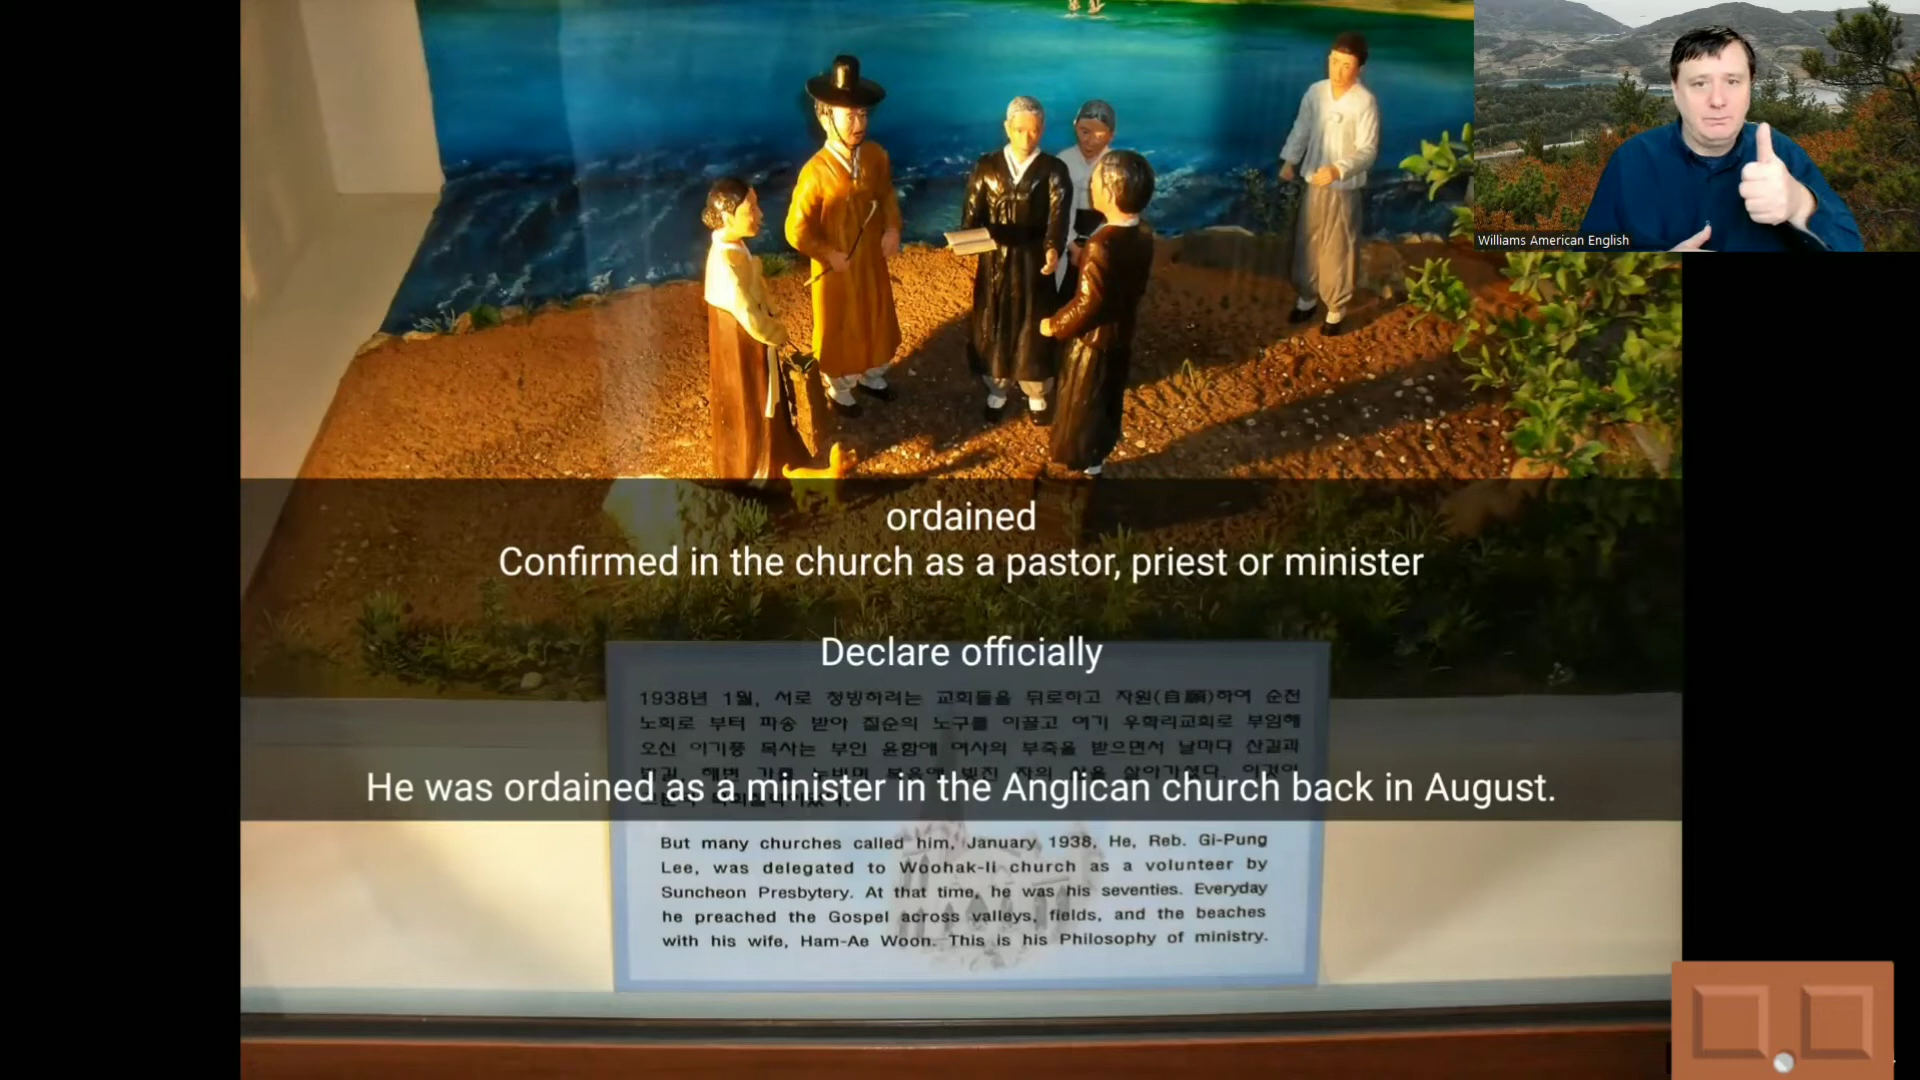 Williams American English
ordained
Confirmed in the church as a pastor, priest or minister
Declare officially
1938년 1월, 서로 청빙하려는 교회들을 뒤로하고 자원(自願)하여 순천
노회로 부터 파송 받아 칠순의 노구를 이끌고 여기 우학리교회로 부임해
오신 이기풍 목사는 부인 윤함애 여사의 부축을 받으면서 날마다 산길과
He was ordained as a minister in the Anglican church back in August.
But many churches called him, January 1938, He, Reb. Gi-Pung
Lee, was delegated to Woohak-li church as a volunteer by
Suncheon Presbytery. At that time, he was his seventies. Everyday
he preached the Gospel across valleys, fields, and the beaches
with his wife, Ham-Ae Woon. This is his Philosophy of ministry.